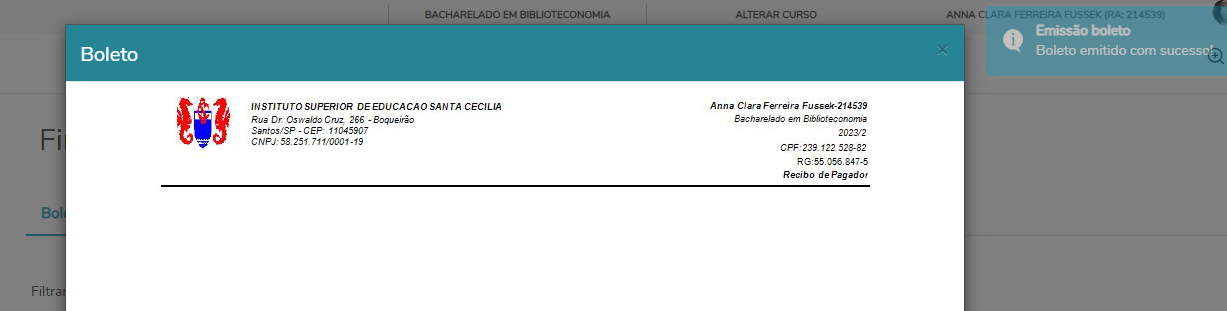 BACHARELADO EM BIBLIOTECONOMIA
ALTERAR CURSO
ANNA CLARA FERREIRA FUSSEK (RA: 214539)
Emissão boleto
Boleto emitido com sucesso!
Boleto
×
INSTITUTO SUPERIOR DE EDUCACAO SANTA CECILIA
Rua Dr. Oswaldo Cruz, 266 - Boqueirão
Santos/SP - CEP: 11045907
CNPJ: 58.251.711/0001-19
Anna Clara Ferreira Fussek-214539
Bacharelado em Biblioteconomia
2023/2
CPF:239.122.528-82
RG:55.056.847-5
Recibo de Pagador